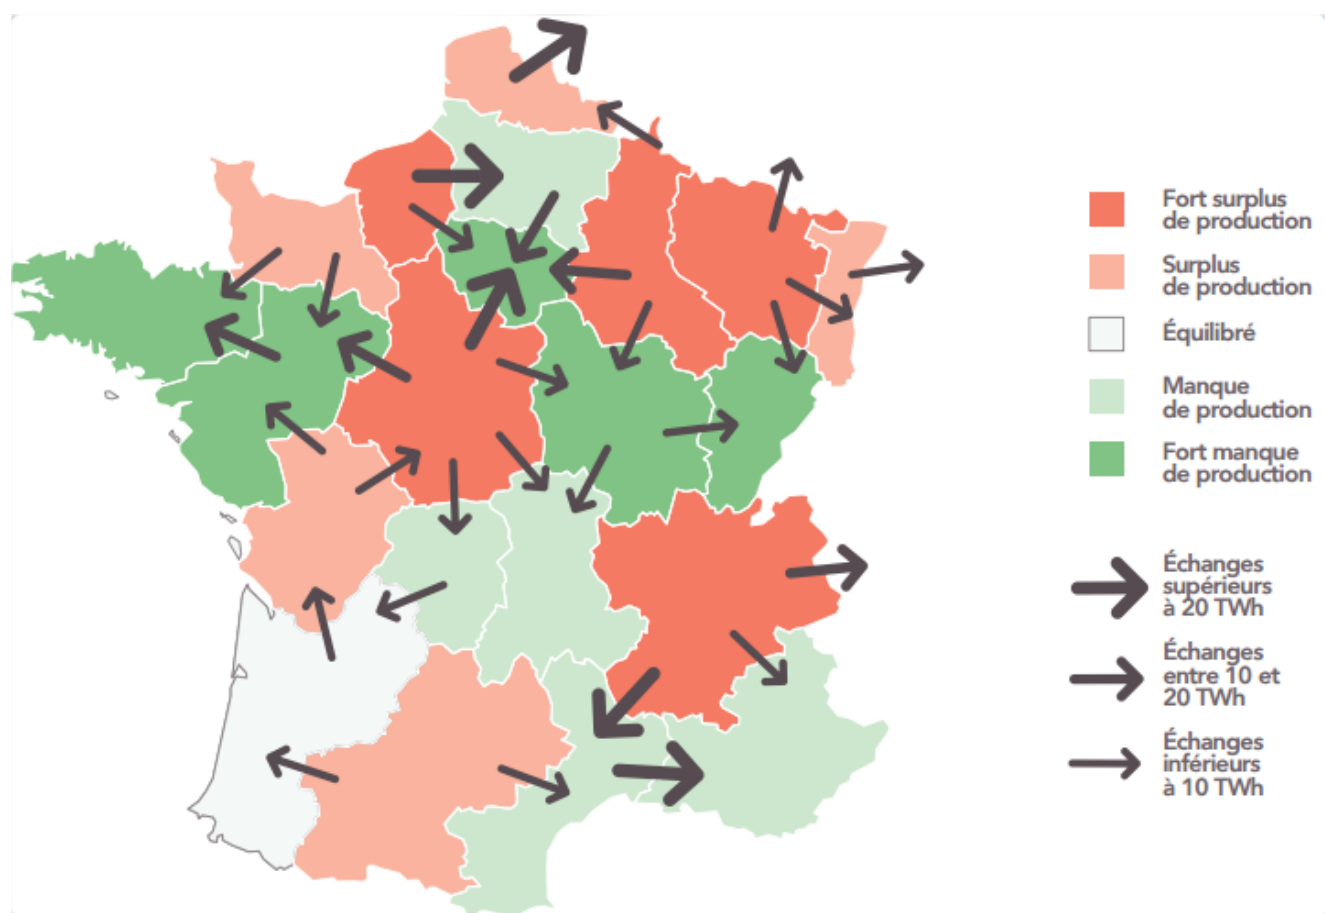 Fort surplus
de production
Surplus
de production
Équilibré
Manque
de production
Fort manque
de production
Échanges
supérieurs
à 20 TWh
Échanges
entre 10 et
20 TWh
Échanges
inférieurs
à 10 TWh